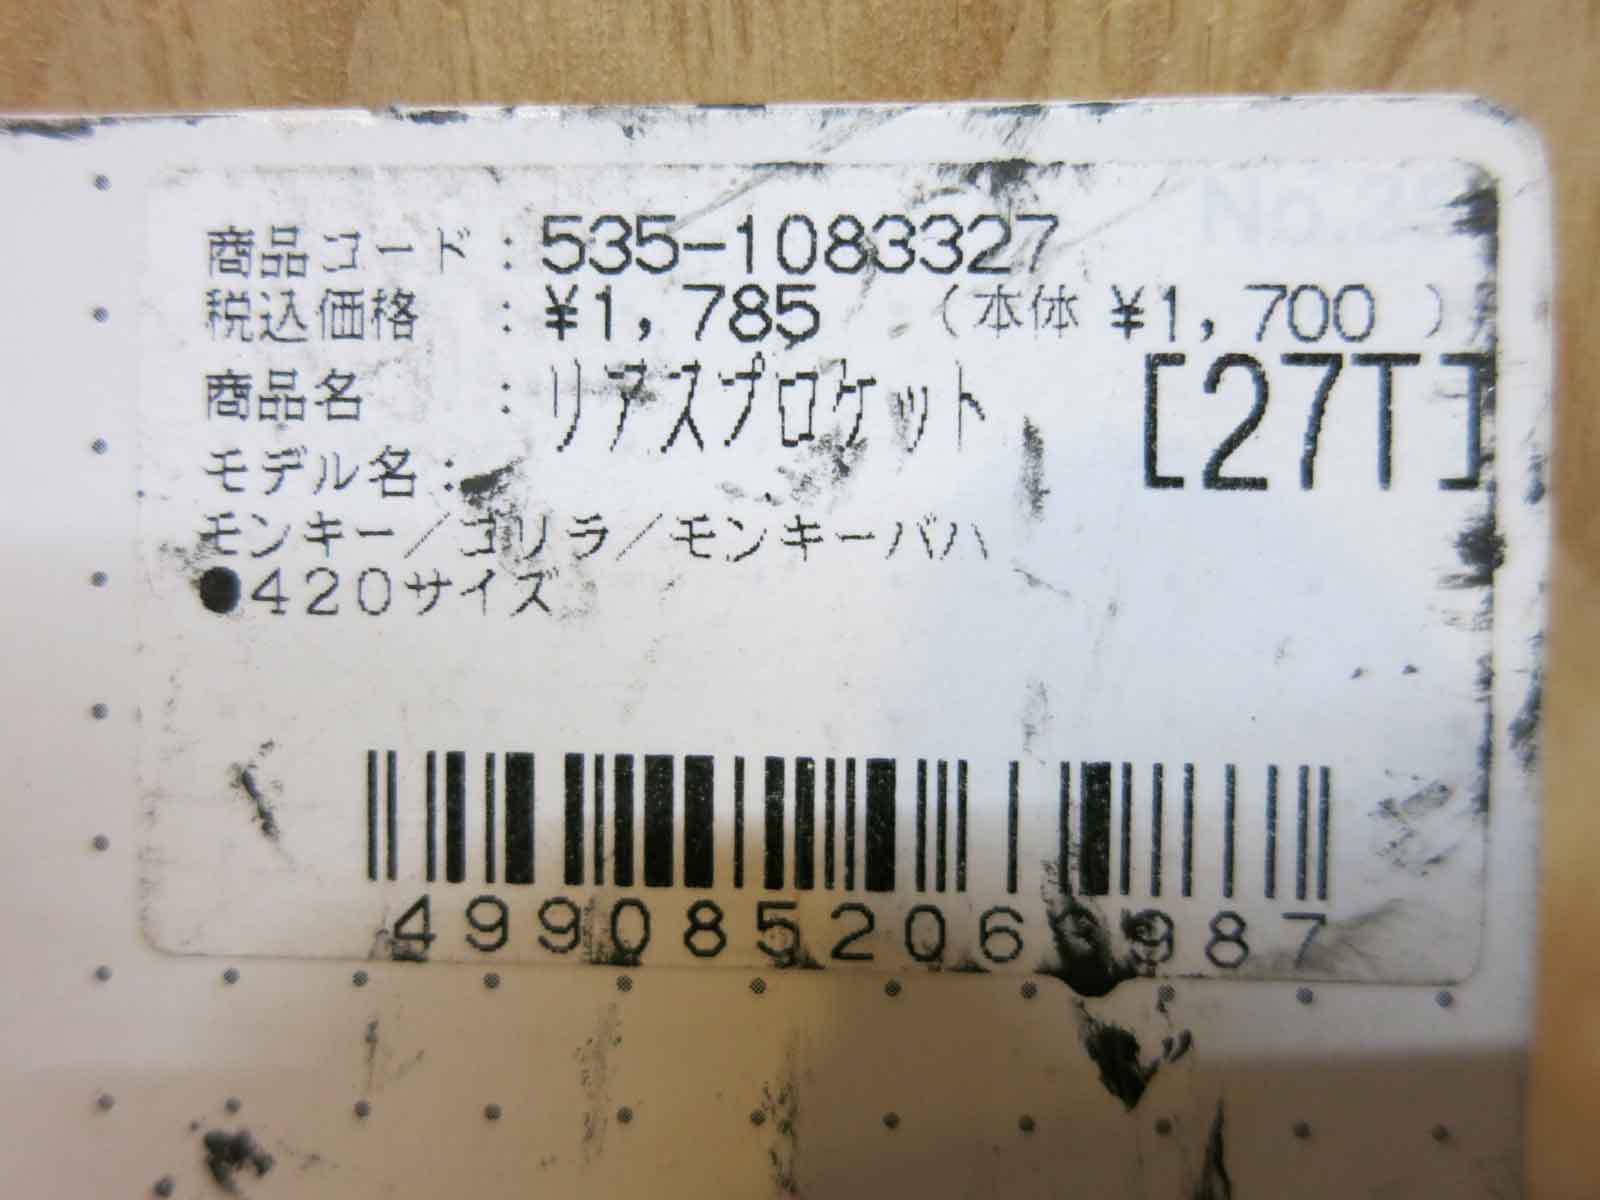 商品コード：535-1083327
税込価格　：¥1,785　（本体 ¥1,700 ）
商品名　　：リアスプロケット　[27T]
モデル名：
モンキー／ゴリラ／モンキーバハ
●420サイズ
4990852063987